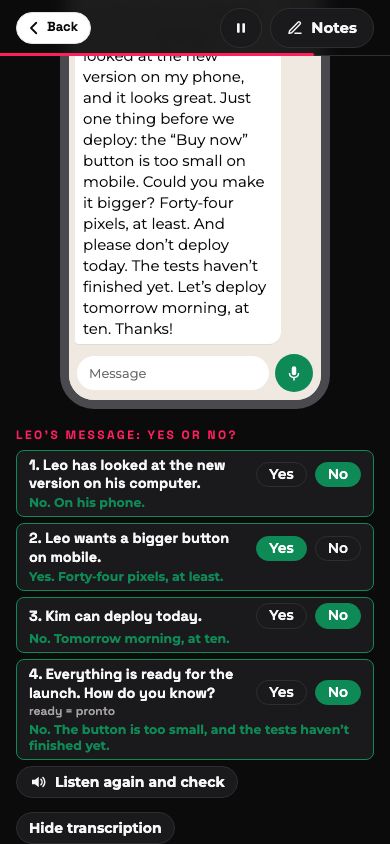 Back
Notes
looked at the new
version on my phone,
and it looks great. Just
one thing before we
deploy: the “Buy now”
button is too small on
mobile. Could you make
it bigger? Forty-four
pixels, at least. And
please don’t deploy
today. The tests haven’t
finished yet. Let’s deploy
tomorrow morning, at
ten. Thanks!
Message
LEO’S MESSAGE: YES OR NO?
1. Leo has looked at the new
version on his computer.
Yes No
No. On his phone.
2. Leo wants a bigger button
on mobile.
Yes No
Yes. Forty-four pixels, at least.
3. Kim can deploy today.
Yes No
No. Tomorrow morning, at ten.
4. Everything is ready for the
launch. How do you know?
Yes No
ready = pronto
No. The button is too small, and the tests haven’t
finished yet.
Listen again and check
Hide transcription